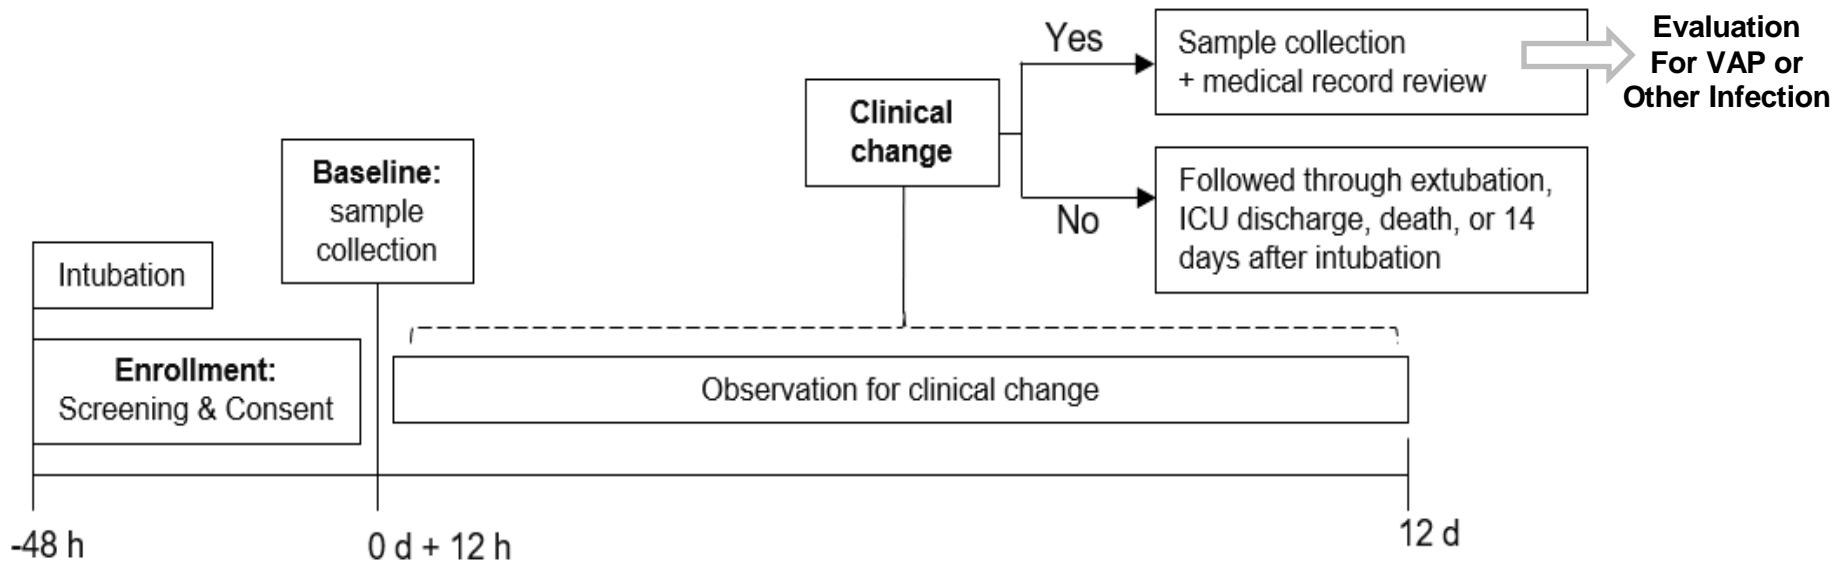 Intubation
Enrollment:
Screening & Consent
Baseline:
sample
collection
Clinical
change
Yes
No
Sample collection
+ medical record review
Evaluation
For VAP or
Other Infection
Followed through extubation,
ICU discharge, death, or 14
days after intubation
Observation for clinical change
-48 h
0 d + 12 h
12 d